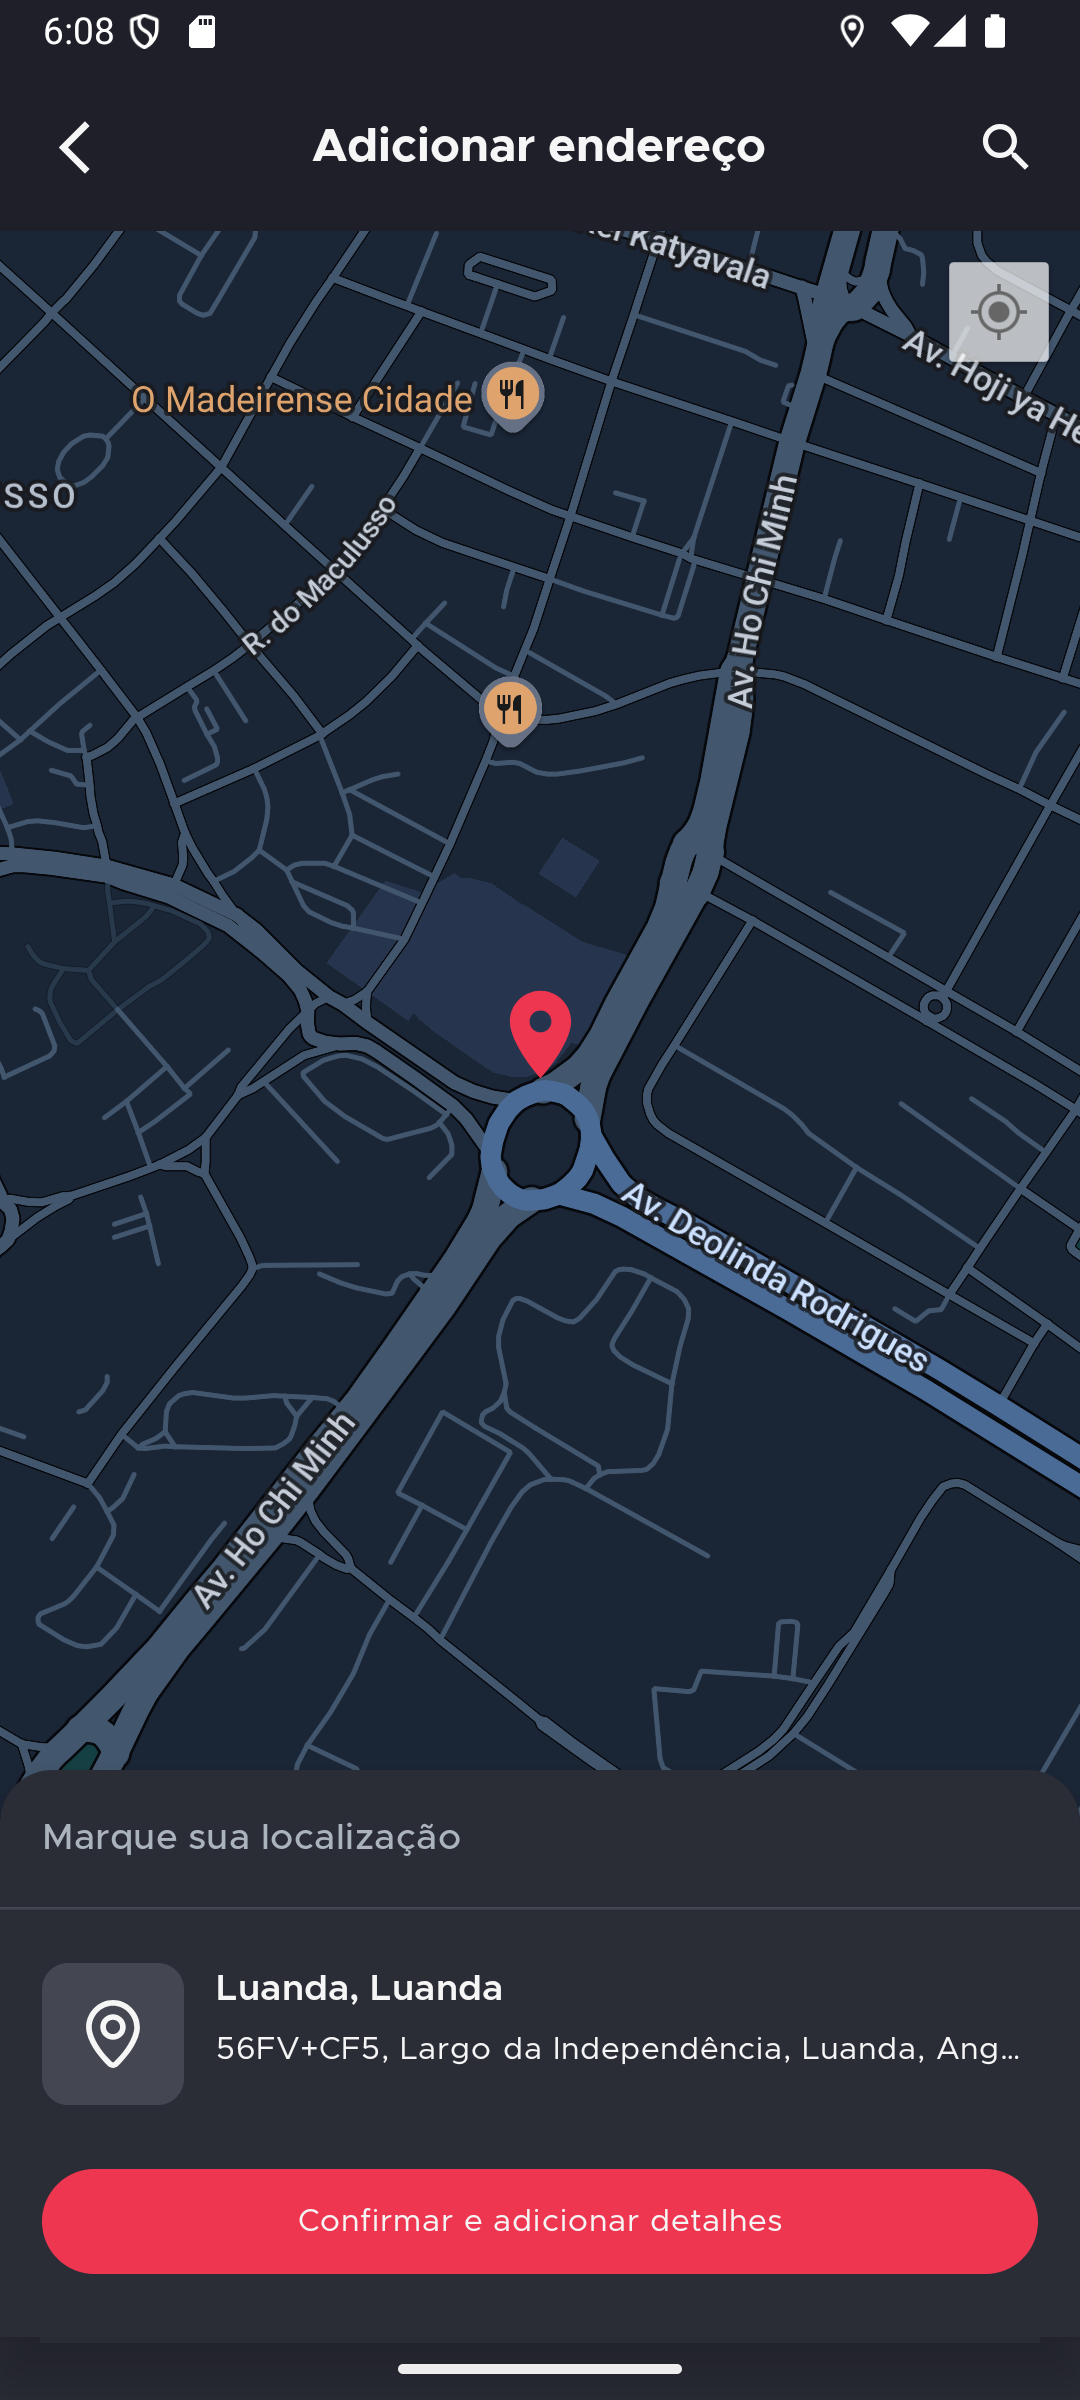 6:08
Adicionar endereço
Katyavala
Av. Hoji ya He
O Madeirense Cidade
sso
R. do Maculusso
Av. Ho Chi Minh
Av. Deolinda Rodrigues
Av. Ho Chi Minh
Marque sua localização
Luanda, Luanda
56FV+CF5, Largo da Independência, Luanda, Ang...
Confirmar e adicionar detalhes